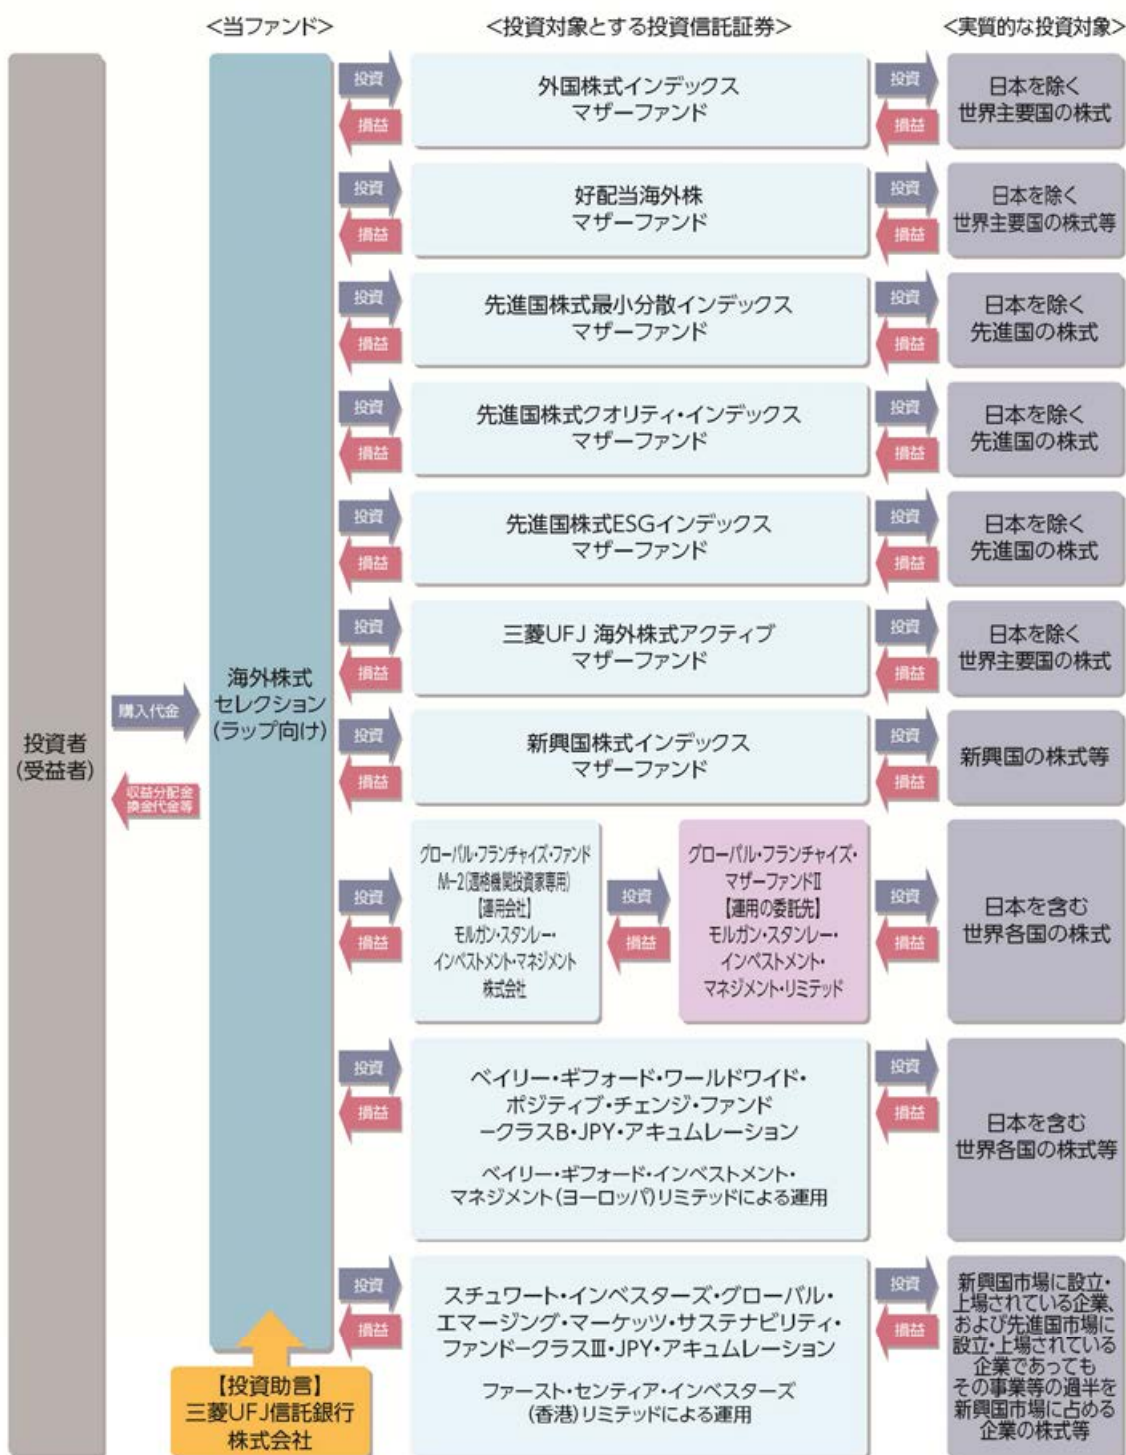 <当ファンド>
<投資対象とする投資信託証券>
<実質的な投資対象>
投資者
(受益者)
購入代金
収益分配金
換金代金等
海外株式
セレクション
(ラップ向け)
【投資助言】
三菱UFJ信託銀行
株式会社
投資
損益
外国株式インデックス
マザーファンド
投資
損益
日本を除く
世界主要国の株式
投資
損益
好配当海外株
マザーファンド
投資
損益
日本を除く
世界主要国の株式等
投資
損益
先進国株式最小分散インデックス
マザーファンド
投資
損益
日本を除く
先進国の株式
投資
損益
先進国株式クオリティ・インデックス
マザーファンド
投資
損益
日本を除く
先進国の株式
投資
損益
先進国株式ESGインデックス
マザーファンド
投資
損益
日本を除く
先進国の株式
投資
損益
三菱UFJ 海外株式アクティブ
マザーファンド
投資
損益
日本を除く
世界主要国の株式
投資
損益
新興国株式インデックス
マザーファンド
投資
損益
新興国の株式等
投資
損益
グローバル・フランチャイズ・ファンド
M-2(適格機関投資家専用)
【運用会社】
モルガン・スタンレー・
インベストメント・マネジメント
株式会社
投資
損益
グローバル・フランチャイズ・
マザーファンドⅡ
【運用の委託先】
モルガン・スタンレー・
インベストメント・
マネジメント・リミテッド
投資
損益
日本を含む
世界各国の株式
投資
損益
ベイリー・ギフォード・ワールドワイド・
ポジティブ・チェンジ・ファンド
ークラスB・JPY・アキュムレーション
ベイリー・ギフォード・インベストメント・
マネジメント(ヨーロッパ)リミテッドによる運用
投資
損益
日本を含む
世界各国の株式等
投資
損益
スチュワート・インベスターズ・グローバル・
エマージング・マーケッツ・サステナビリティ・
ファンドークラスⅢ・JPY・アキュムレーション
ファースト・センティア・インベスターズ
(香港)リミテッドによる運用
投資
損益
新興国市場に設立・
上場されている企業、
および先進国市場に
設立・上場されている
企業であっても
その事業等の過半を
新興国市場に占める
企業の株式等